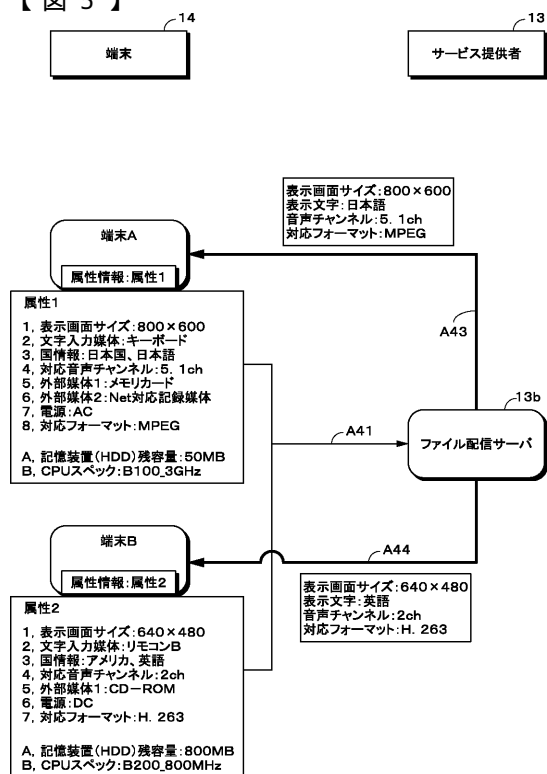 【図5】
14
端末
13
サービス提供者
表示画面サイズ:800×600
表示文字:日本語
音声チャンネル:5. 1ch
対応フォーマット:MPEG
端末A
属性情報:属性1
属性1
1, 表示画面サイズ:800×600
2, 文字入力媒体:キーボード
3, 国情報:日本国、日本語
4, 対応音声チャンネル:5. 1ch
5, 外部媒体1:メモリカード
6, 外部媒体2:Net対応記録媒体
7, 電源:AC
8, 対応フォーマット:MPEG
A, 記憶装置(HDD)残容量:50MB
B, CPUスペック:B100_3GHz
A43
13b
A41
ファイル配信サーバ
端末B
属性情報:属性2
A44
表示画面サイズ:640×480
表示文字:英語
音声チャンネル:2ch
対応フォーマット:H. 263
属性2
1, 表示画面サイズ:640×480
2, 文字入力媒体:リモコンB
3, 国情報:アメリカ、英語
4, 対応音声チャンネル:2ch
5, 外部媒体1:CD-ROM
6, 電源:DC
7, 対応フォーマット:H. 263
A, 記憶装置(HDD)残容量:800MB
B, CPUスペック:B200_800MHz